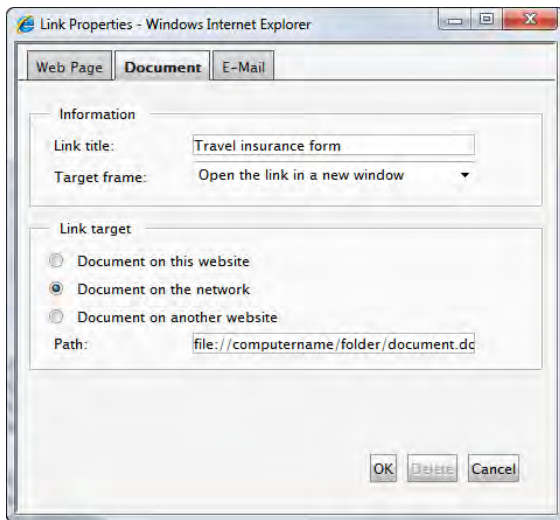 Link Properties - Windows Internet Explorer
Web Page Document E-Mail
Information
Link title: Travel insurance form
Target frame: Open the link in a new window
Link target
Document on this website
Document on the network
Document on another website
Path: file://computername/folder/document.dc
OK Delete Cancel